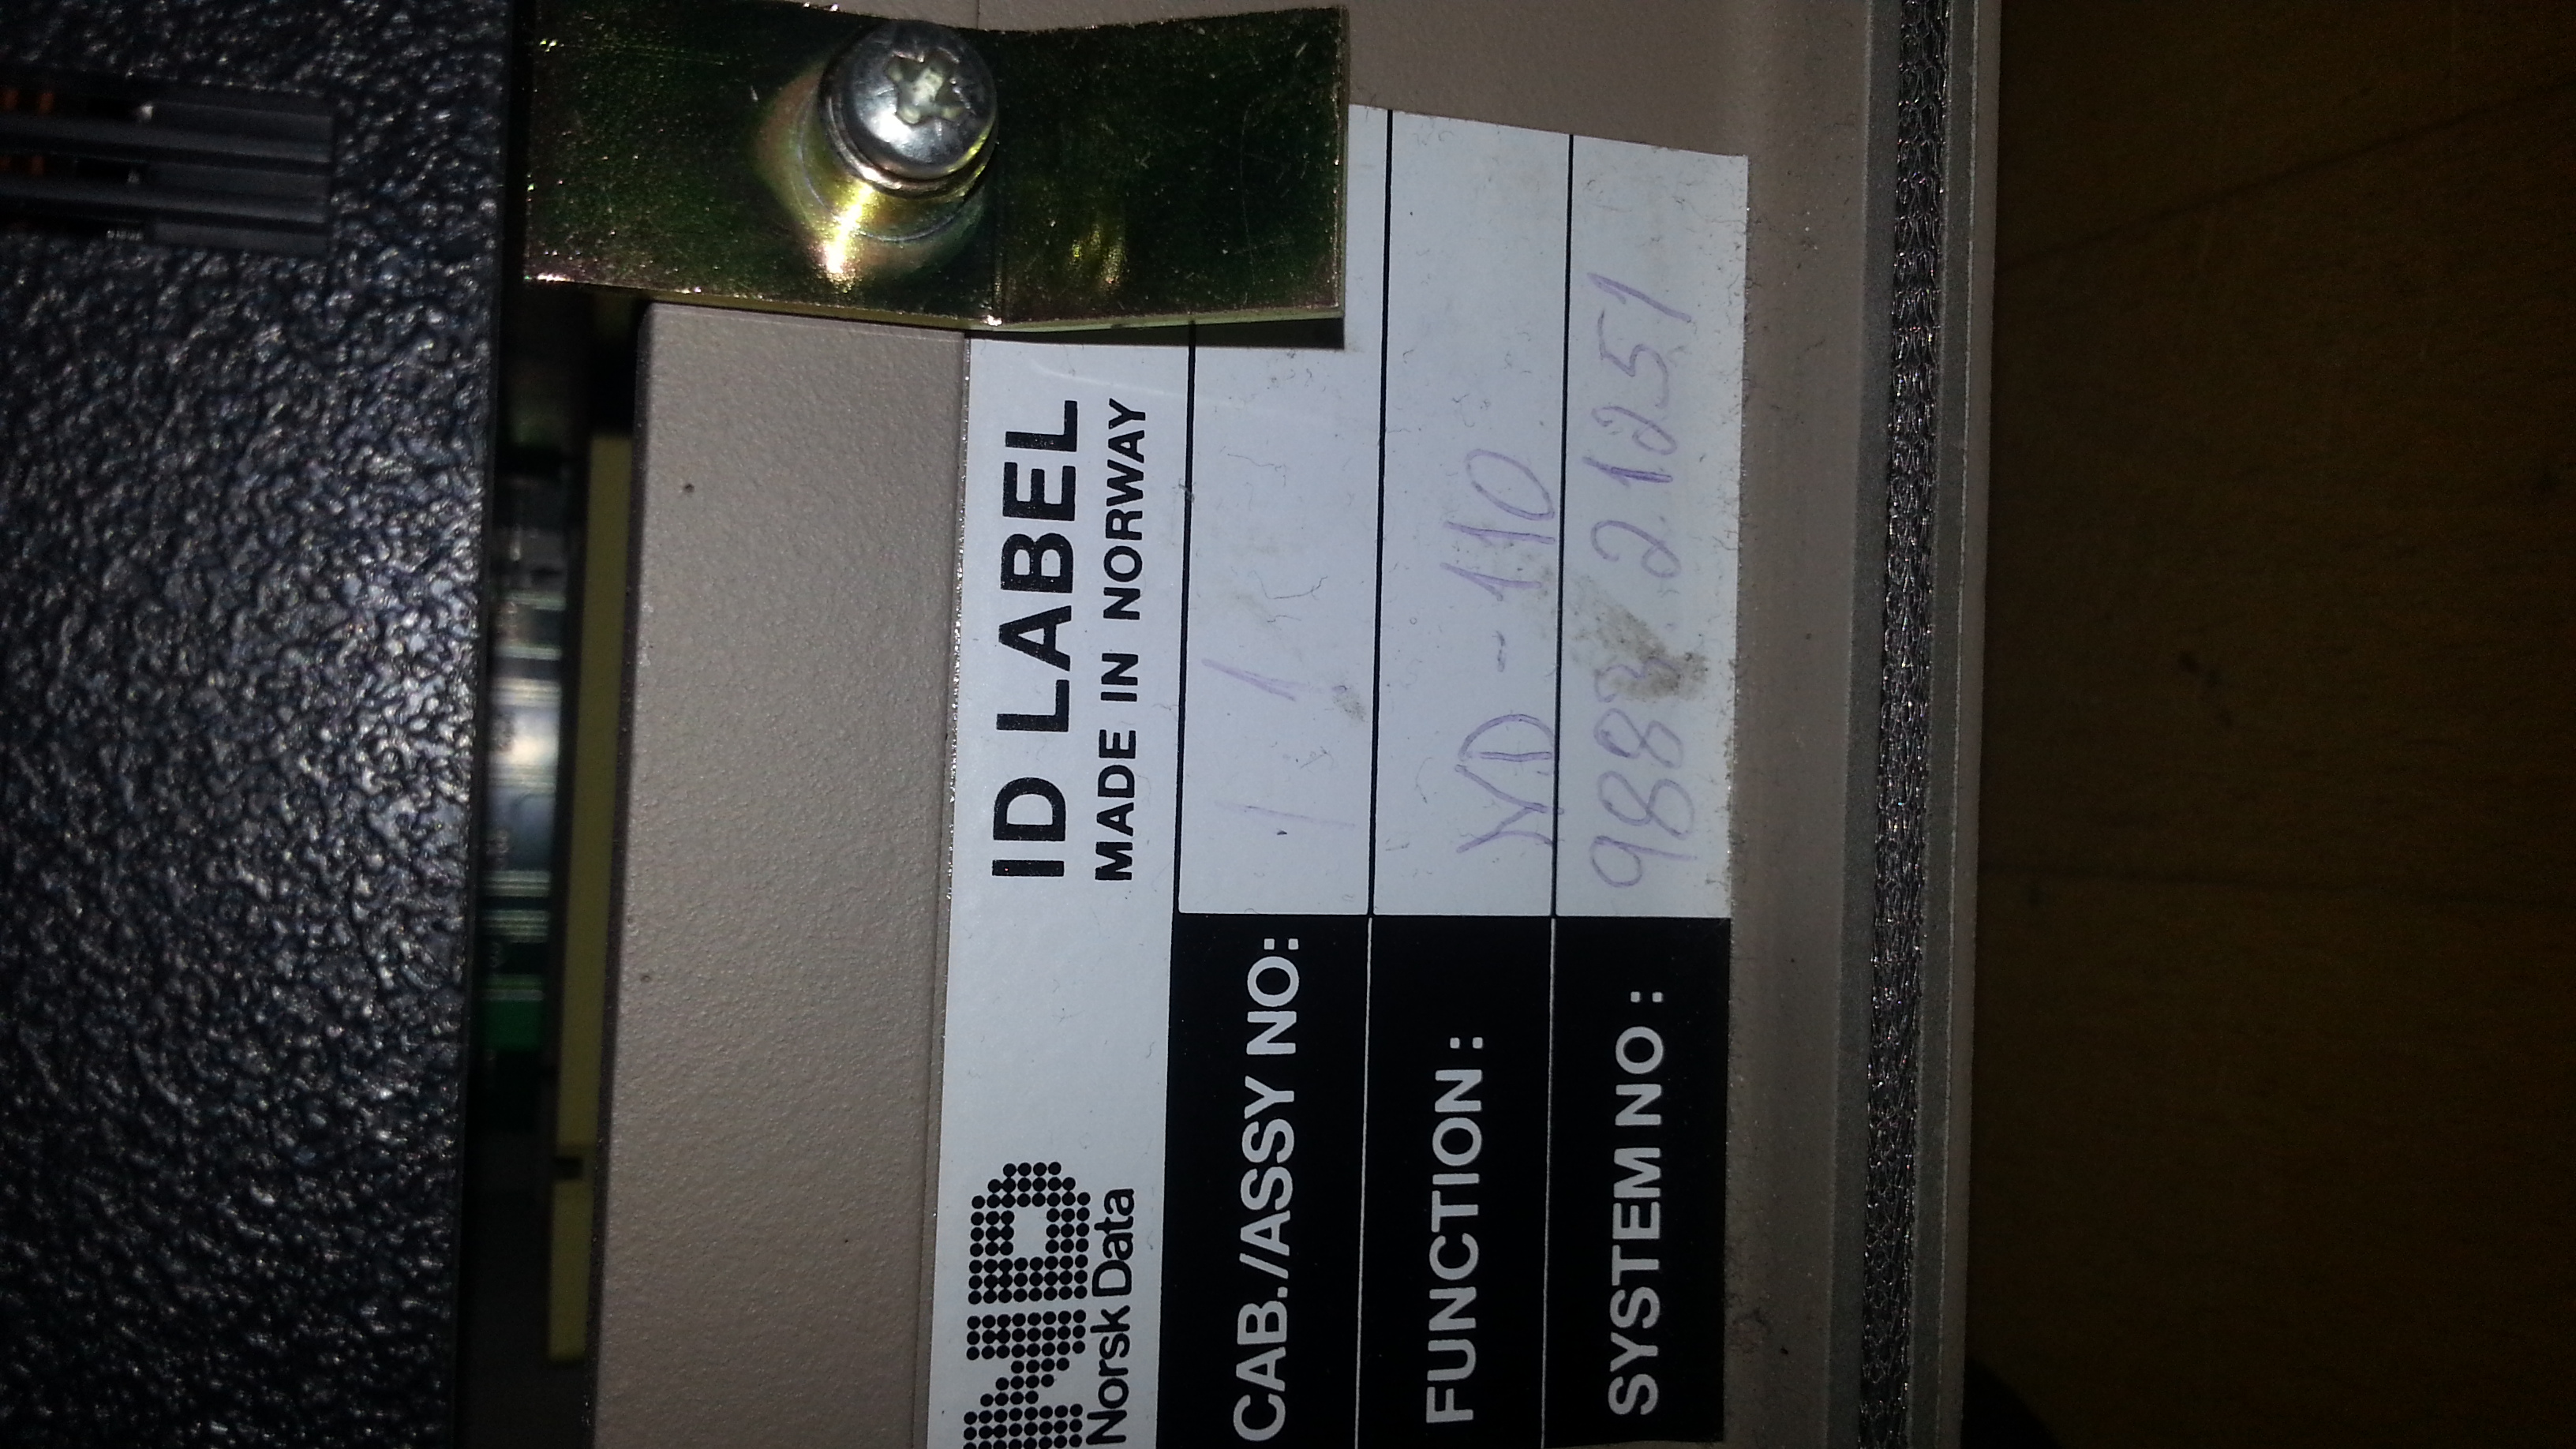 ND ID LABEL
Norsk Data MADE IN NORWAY
CAB./ASSY NO: 1 1
FUNCTION: ND-110
SYSTEM NO: 21251